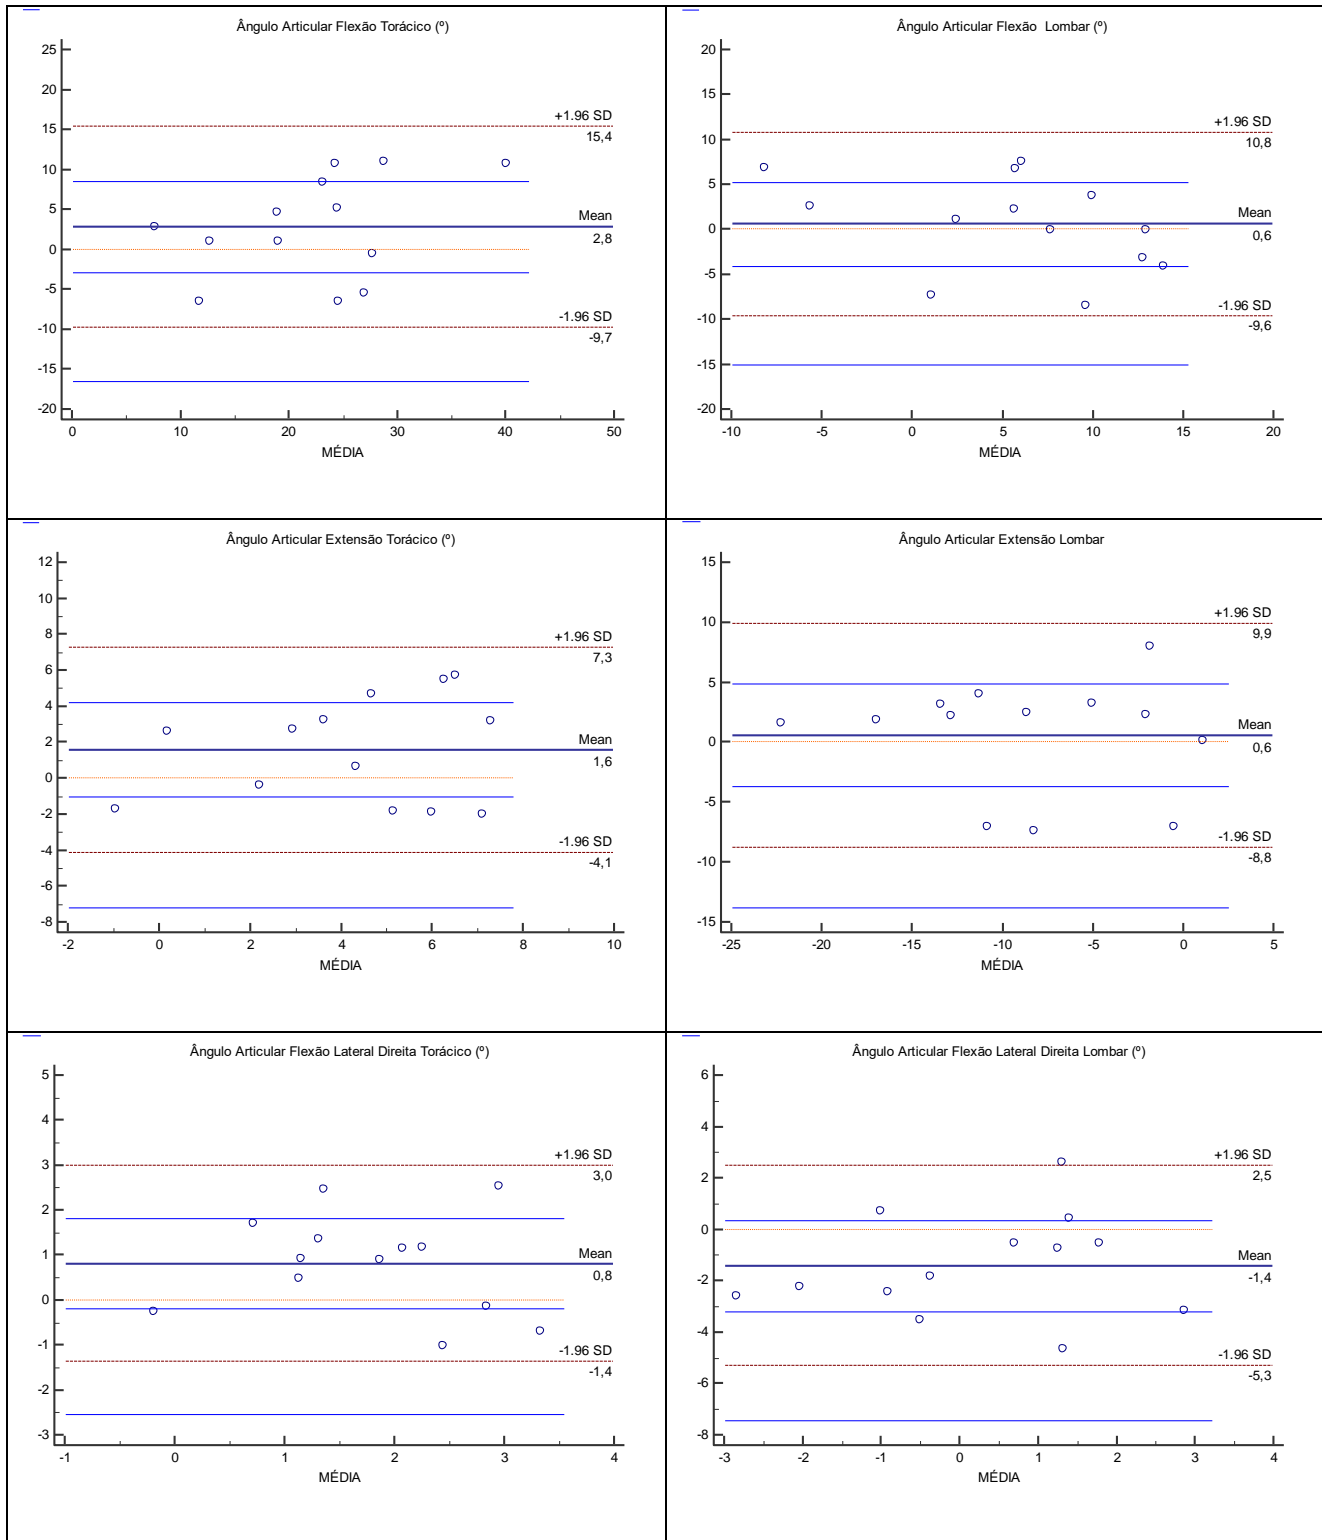 Ângulo Articular Flexão Torácico (º)
25
20
15
10
5
0
-5
-10
-15
-20
+1.96 SD
15,4
Mean
2,8
-1.96 SD
-9,7
0 10 20 30 40 50
MÉDIA
Ângulo Articular Flexão Lombar (º)
20
15
10
5
0
-5
-10
-15
-20
+1.96 SD
10,8
Mean
0,6
-1.96 SD
-9,6
-10 -5 0 5 10 15 20
MÉDIA
Ângulo Articular Extensão Torácico (º)
12
10
8
6
4
2
0
-2
-4
-6
-8
+1.96 SD
7,3
Mean
1,6
-1.96 SD
-4,1
-2 0 2 4 6 8 10
MÉDIA
Ângulo Articular Extensão Lombar
15
10
5
0
-5
-10
-15
+1.96 SD
9,9
Mean
0,6
-1.96 SD
-8,8
-25 -20 -15 -10 -5 0 5
MÉDIA
Ângulo Articular Flexão Lateral Direita Torácico (º)
5
4
3
2
1
0
-1
-2
-3
+1.96 SD
3,0
Mean
0,8
-1.96 SD
-1,4
-1 0 1 2 3 4
MÉDIA
Ângulo Articular Flexão Lateral Direita Lombar (º)
6
4
2
0
-2
-4
-6
-8
+1.96 SD
2,5
Mean
-1,4
-1.96 SD
-5,3
-3 -2 -1 0 1 2 3 4
MÉDIA